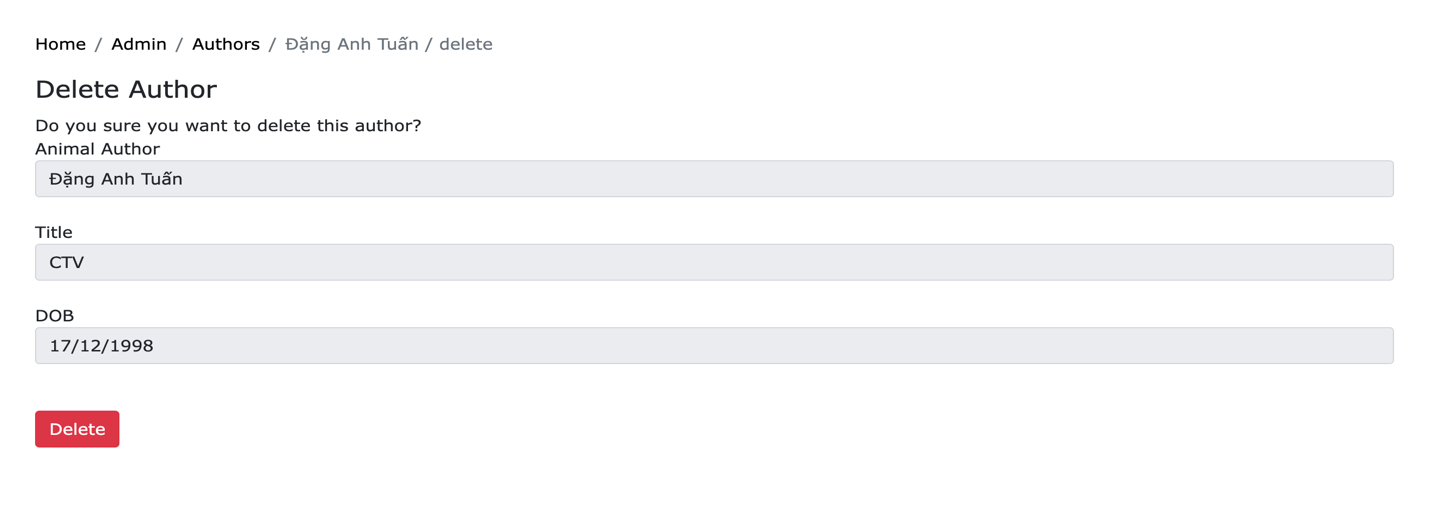 Home / Admin / Authors / Đặng Anh Tuấn / delete
Delete Author
Do you sure you want to delete this author?
Animal Author
Đặng Anh Tuấn
Title
CTV
DOB
17/12/1998
Delete